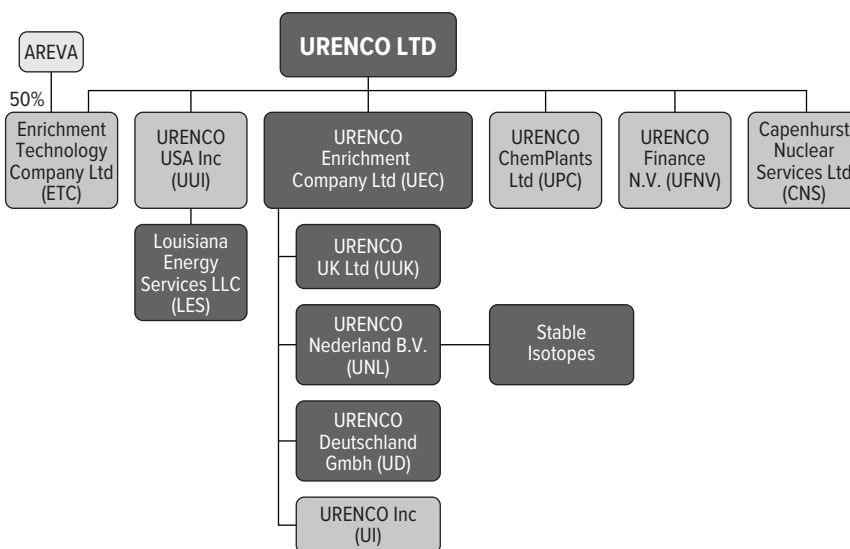 AREVA
URENCO LTD
50%
Enrichment
Technology
Company Ltd
(ETC)
URENCO
USA Inc
(UUI)
URENCO
Enrichment
Company Ltd (UEC)
URENCO
ChemPlants
Ltd (UPC)
URENCO
Finance
N.V. (UFNV)
Capenhurst
Nuclear
Services Ltd
(CNS)
Louisiana
Energy
Services LLC
(LES)
URENCO
UK Ltd (UUK)
URENCO
Nederland B.V.
(UNL)
Stable
Isotopes
URENCO
Deutschland
Gmbh (UD)
URENCO Inc
(UI)